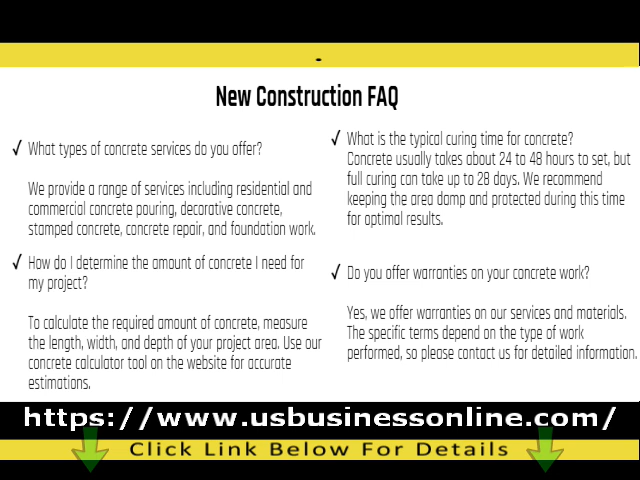 -
New Construction FAQ
✓ What types of concrete services do you offer?
We provide a range of services including residential and
commercial concrete pouring, decorative concrete,
stamped concrete, concrete repair, and foundation work.
✓ How do I determine the amount of concrete I need for
my project?
To calculate the required amount of concrete, measure
the length, width, and depth of your project area. Use our
concrete calculator tool on the website for accurate
estimations.
✓ What is the typical curing time for concrete?
Concrete usually takes about 24 to 48 hours to set, but
full curing can take up to 28 days. We recommend
keeping the area damp and protected during this time
for optimal results.
✓ Do you offer warranties on your concrete work?
Yes, we offer warranties on our services and materials.
The specific terms depend on the type of work
performed, so please contact us for detailed information.
https://www.usbusinessonline.com/
Click Link Below For Details